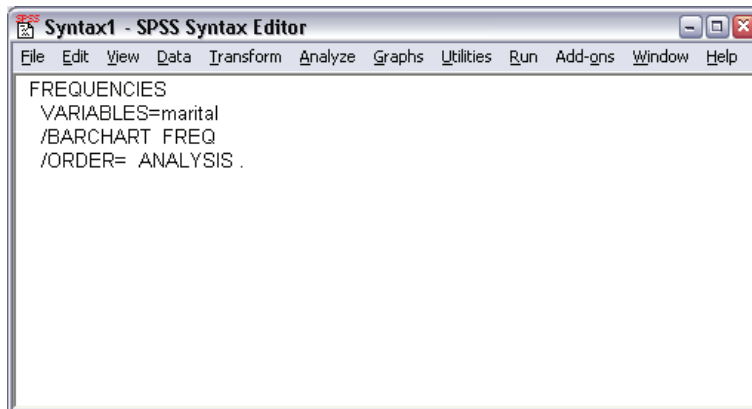 Syntax1 - SPSS Syntax Editor
File Edit View Data Transform Analyze Graphs Utilities Run Add-ons Window Help
FREQUENCIES
VARIABLES=marital
/BARCHART FREQ
/ORDER= ANALYSIS .